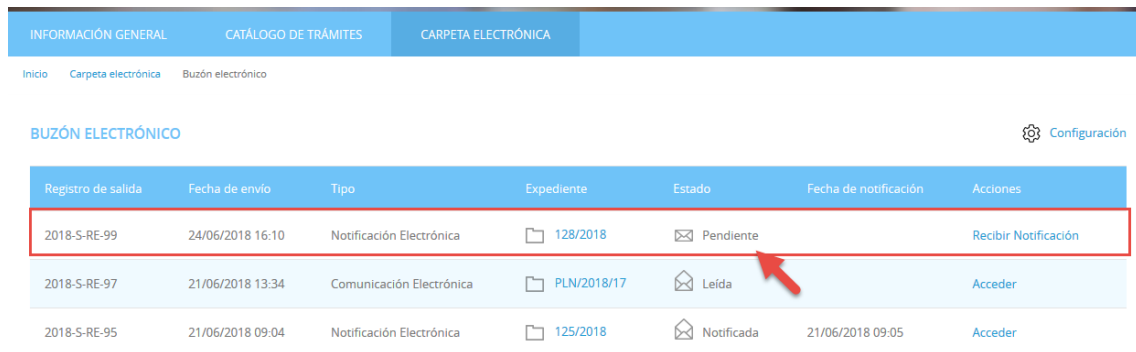 INFORMACIÓN GENERAL CATÁLOGO DE TRÁMITES CARPETA ELECTRÓNICA
Inicio Carpeta electrónica Buzón electrónico
BUZÓN ELECTRÓNICO Configuración
Registro de salida Fecha de envío Tipo Expediente Estado Fecha de notificación Acciones
2018-S-RE-99 24/06/2018 16:10 Notificación Electrónica 128/2018 Pendiente Recibir Notificación
2018-S-RE-97 21/06/2018 13:34 Comunicación Electrónica PLN/2018/17 Leída Acceder
2018-S-RE-95 21/06/2018 09:04 Notificación Electrónica 125/2018 Notificada 21/06/2018 09:05 Acceder